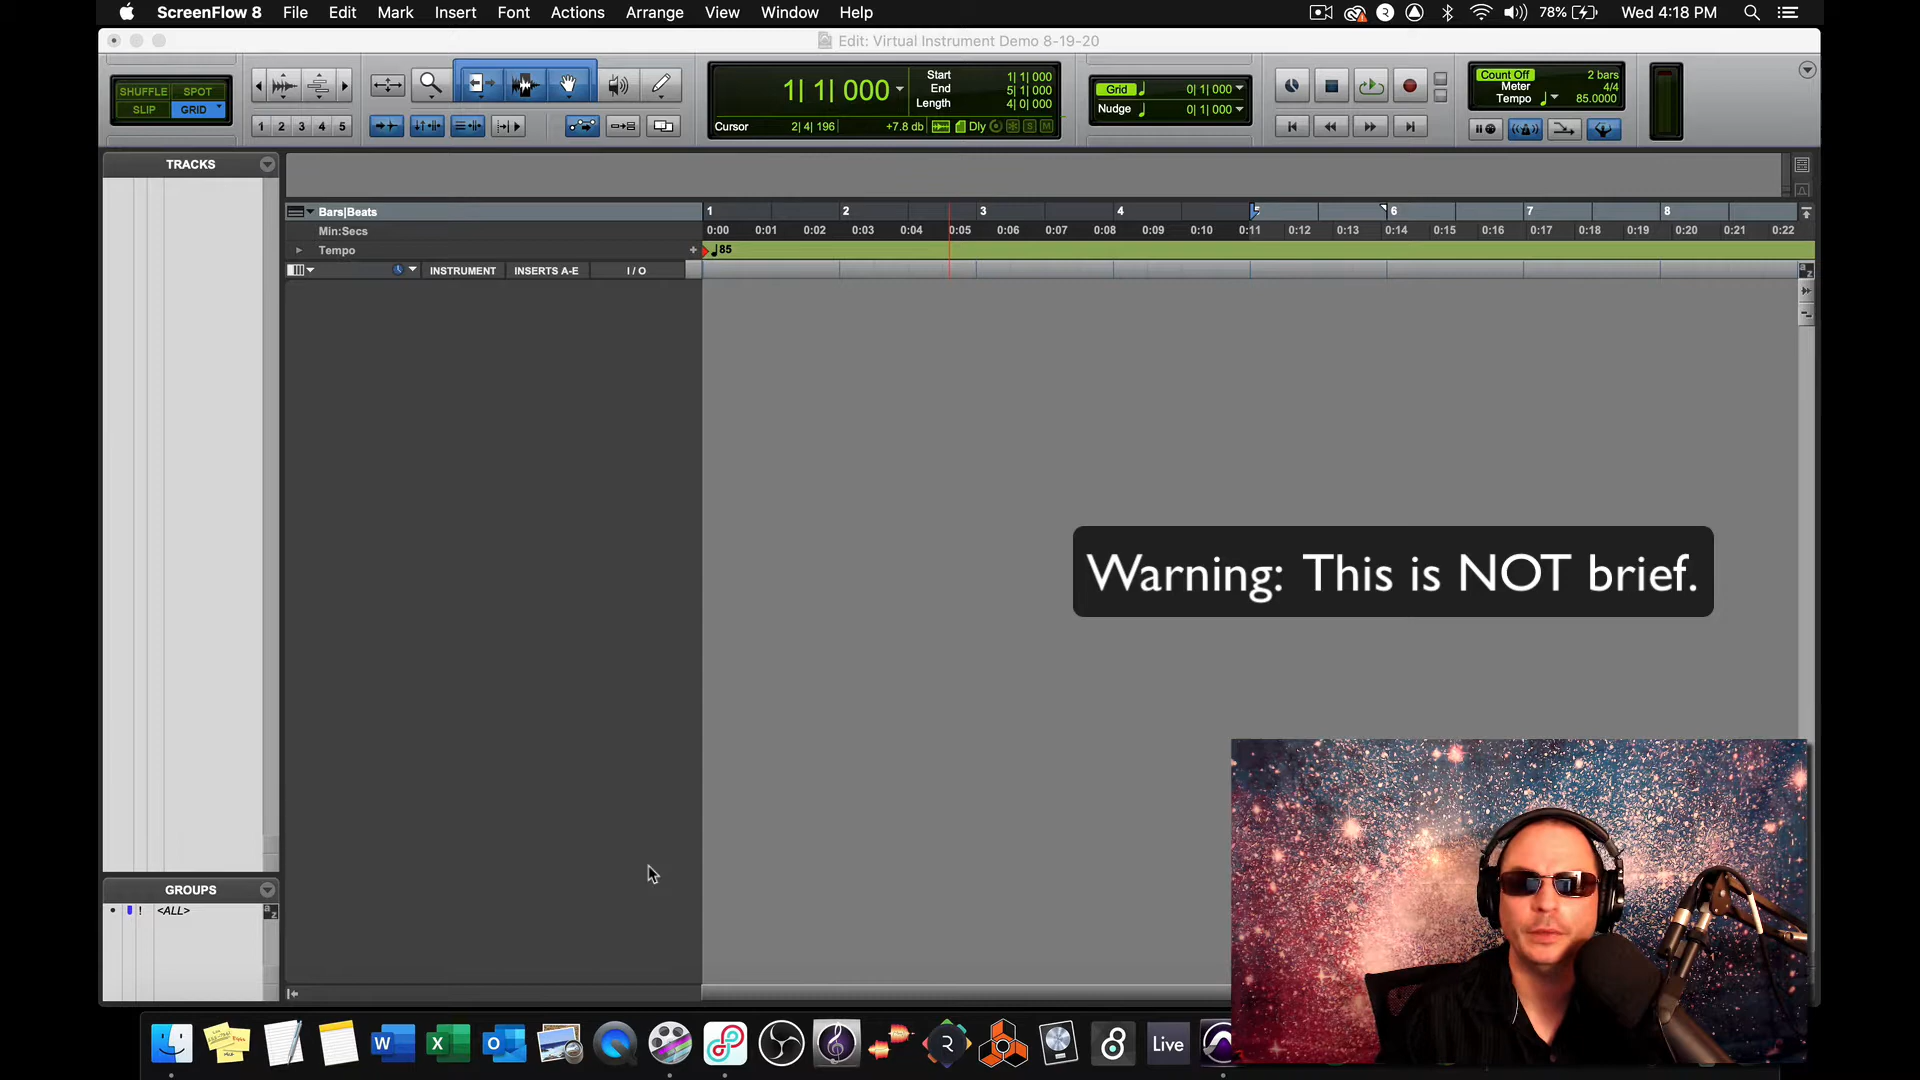 ScreenFlow 8 File Edit Mark Insert Font Actions Arrange View Window Help 78% Wed 4:18 PM
Edit: Virtual Instrument Demo 8-19-20
SHUFFLE SPOT
SLIP GRID
1 2 3 4 5
1| 1| 000
Start 1| 1| 000
End 5| 1| 000
Length 4| 0| 000
Cursor 2| 4| 196 +7.8 db Dly S M
Grid 0| 1| 000
Nudge 0| 1| 000
Count Off 2 bars
Meter 4/4
Tempo 85.0000
TRACKS
Bars|Beats 1 2 3 4 5 6 7 8
Min:Secs 0:00 0:01 0:02 0:03 0:04 0:05 0:06 0:07 0:08 0:09 0:10 0:11 0:12 0:13 0:14 0:15 0:16 0:17 0:18 0:19 0:20 0:21 0:22
Tempo + 85
INSTRUMENT INSERTS A-E I / O
a z
Warning: This is NOT brief.
GROUPS
! <ALL> a z
W X O R 8 Live